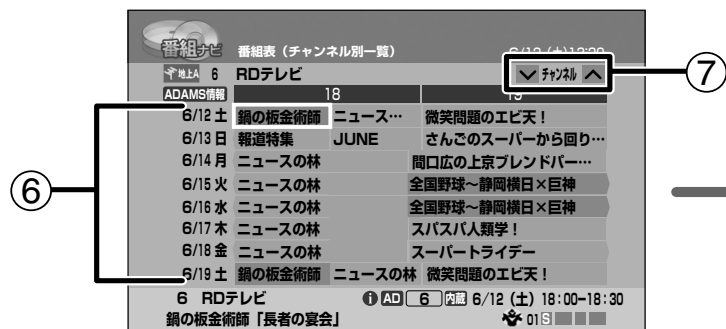 番組ナビ 番組表（チャンネル別一覧） 6/12 (土)
地上A 6 RDテレビ チャンネル ⑦
ADAMS情報 18 19
6/12 土 鍋の板金術師 ニュース… 微笑問題のエビ天！
6/13 日 報道特集 JUNE さんごのスーパーから回り…
6/14 月 ニュースの林 間口広の上京ブレンドパー…
⑥ 6/15 火 ニュースの林 全国野球～静岡横日×巨神
6/16 水 ニュースの林 全国野球～静岡横日×巨神
6/17 木 ニュースの林 スパスパ人類学！
6/18 金 ニュースの林 スーパートライデー
6/19 土 鍋の板金術師 ニュースの林 微笑問題のエビ天！
6 RDテレビ i AD 6 内蔵 6/12（土）18:00-18:30
鍋の板金術師「長者の宴会」 01 S